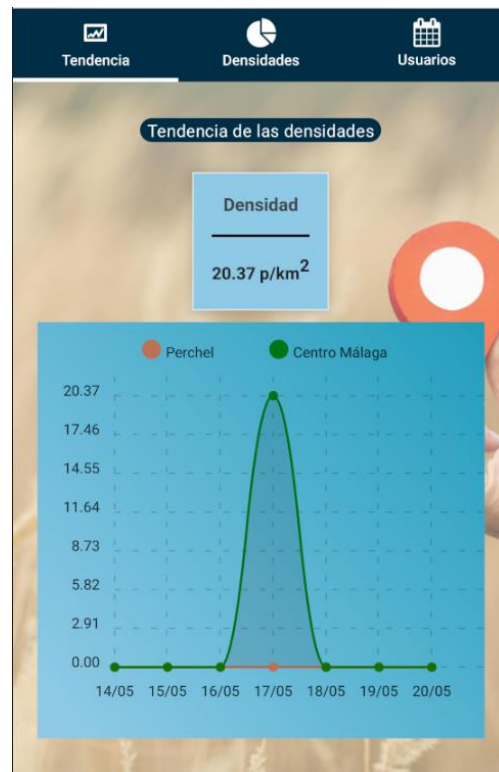 Tendencia
Densidades
Usuarios
Tendencia de las densidades
Densidad
20.37 p/km²
Perchel
Centro Málaga
20.37
17.46
14.55
11.64
8.73
5.82
2.91
0.00
14/05 15/05 16/05 17/05 18/05 19/05 20/05